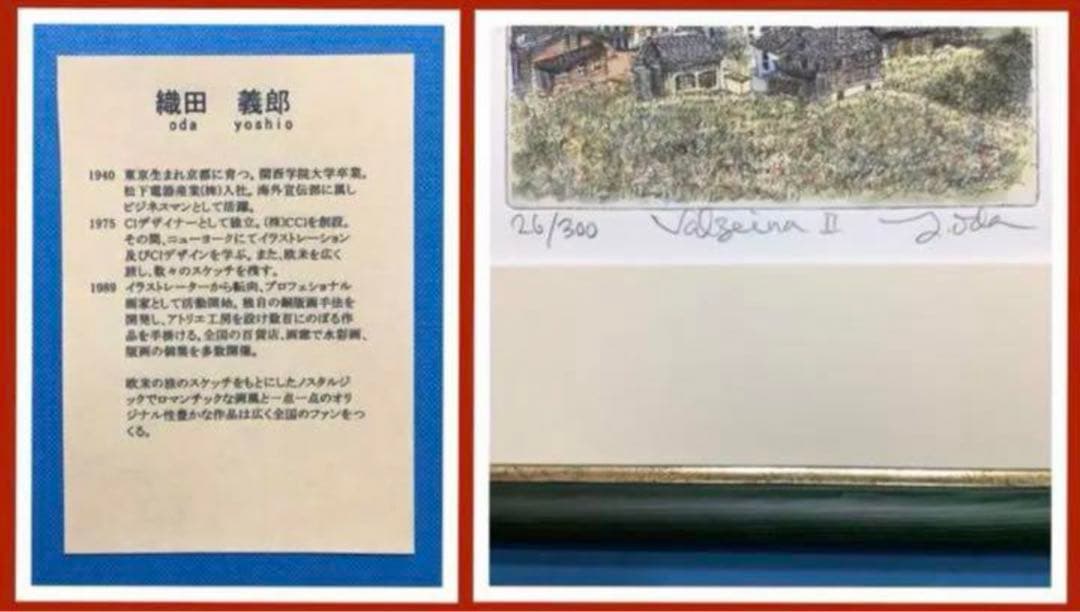 織田 義郎
oda yoshio
1940 東京生まれ京都に育つ。関西学院大学卒業。
松下電器産業(株)入社。海外宣伝部に属し
ビジネスマンとして活躍。
1975 CIデザイナーとして独立。(株)CCIを創設。
その間、ニューヨークにてイラストレーション
及びCIデザインを学ぶ。また、欧米を広く
旅し、数々のスケッチを残す。
1989 イラストレーターから転向、プロフェショナル
画家として活動開始。独自の銅版画手法を
開発し、アトリエ工房を設け数百にのぼる作
品を手掛ける。全国の百貨店、画廊で水彩画、
版画の個展を多数開催。
欧米の旅のスケッチをもとにしたノスタルジ
ックでロマンチックな画風と一点一点のオリ
ジナル性豊かな作品は広く全国のファンをつ
くる。
26/300 Valzeina II Y.oda